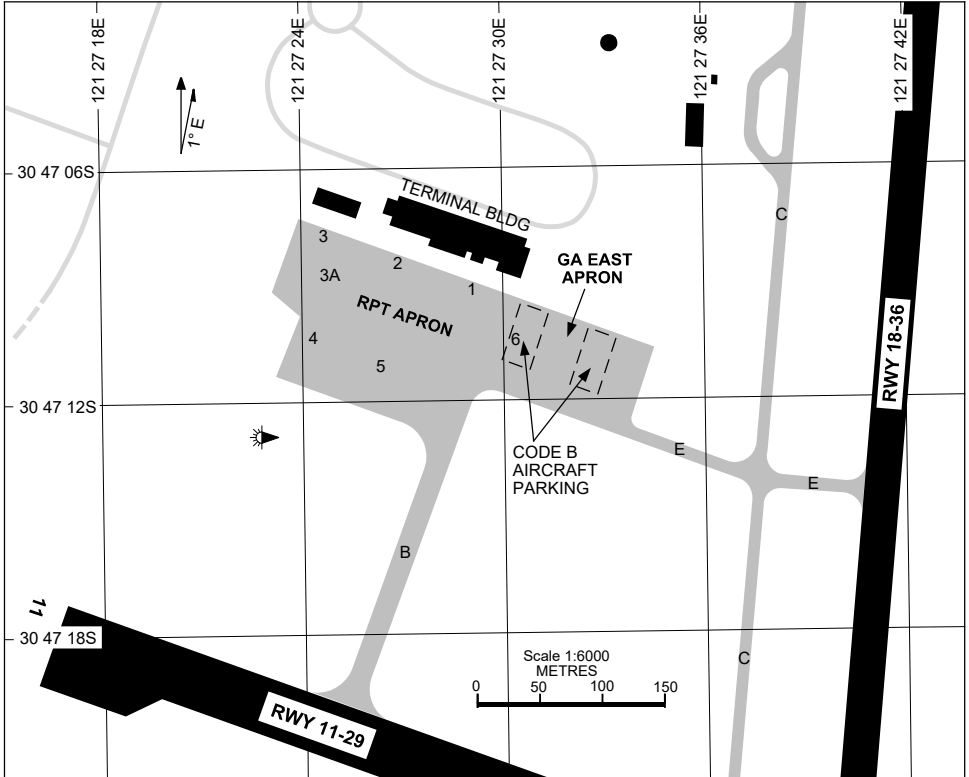 121 27 18E
121 27 24E
121 27 30E
121 27 36E
121 27 42E
1° E
30 47 06S
TERMINAL BLDG
C
3
2
GA EAST
APRON
3A
1
RPT APRON
4
6
5
RWY 18-36
30 47 12S
CODE B
AIRCRAFT
PARKING
E
E
B
11
30 47 18S
Scale 1:6000
METRES
0 50 100 150
C
RWY 11-29